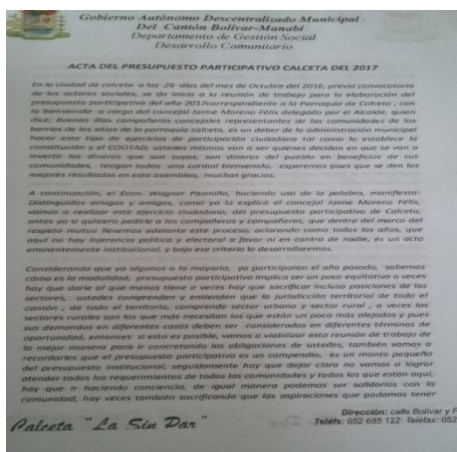 Gobierno Autónomo Descentralizado Municipal
Del Cantón Bolívar-Manabí
Departamento de Gestión Social
Desarrollo Comunitario
ACTA DEL PRESUPUESTO PARTICIPATIVO CALCETA DEL 2017
En la ciudad de calceta a los 26 días del mes de Octubre del 2016, previa convocatoria
de los actores sociales, se da inicio a la reunión de trabajo para la elaboración del
presupuesto participativo del año 2017correspondiente a la Parroquia de Calceta , con
la bienvenida a cargo del concejal Jaime Moreno Félix delegado por el Alcalde, quien
dice, Buenos días compañeros concejales representantes de las comunidades de los
barrios de los sitios de la parroquia calceta, es un deber de la administración municipal
hacer este tipo de ejercicios de participación ciudadana tal como lo establece la
constitución y el COOTAD, ustedes mismos van a ser quienes decidan en que se van a
invertir los dineros que son suyos, son dineros del pueblo en beneficios de sus
comunidades, tengan todos una cordial bienvenida, esperemos pues que se den los
mejores resultados en esta asamblea, muchas gracias.
A continuación, el Econ. Wagner Pazmiño, haciendo uso de la palabra, manifiesta:
Distinguidos amigos y amigas, como ya lo explicó el concejal Jaime Moreno Félix,
vamos a realizar este ejercicio ciudadano, del presupuesto participativo de Calceta,
antes yo si quisiera pedirle a los compañeros y compañeras, que dentro del marco del
respeto mutuo llevemos adelante este proceso, aclarando como todos los años, que
aquí no hay injerencia política y electoral a favor ni en contra de nadie, es un acto
eminentemente institucional, y bajo ese criterio lo desarrollaremos.
Considerando que ya algunos o la mayoría, ya participaron el año pasado, sabemos
cómo es la modalidad, presupuesto participativo implica ser un poco equitativo a veces
hay que darle al que menos tiene a veces hay que sacrificar incluso posiciones de los
sectores, ustedes comprenden y entienden que la jurisdicción territorial de todo el
cantón , de todo el territorio, comprende sector urbano y sector rural , a veces los
sectores rurales son los que más necesitan los que están un poco más alejados y pues
sus demandas en diferentes casos deben ser considerados en diferentes términos de
oportunidad, entonces si esto es posible, vamos a viabilizar esta reunión de trabajo de
la mejor manera para ir concretando las obligaciones de ustedes, también vamos a
recordarles que el presupuesto participativo es un compendio, es un monto pequeño
del presupuesto institucional, seguidamente hay que dejar claro no vamos a lograr
atender todos los requerimientos de todas las comunidades y todos los que están aquí,
hay que ir haciendo conciencia, de igual manera podemos ser solidarios con la
comunidad, hay veces también sacrificando que las aspiraciones que podamos tener
Calceta "La Sin Par"
Dirección: calle Bolívar y
Teléfs: 052 685 122 Telefax: 052